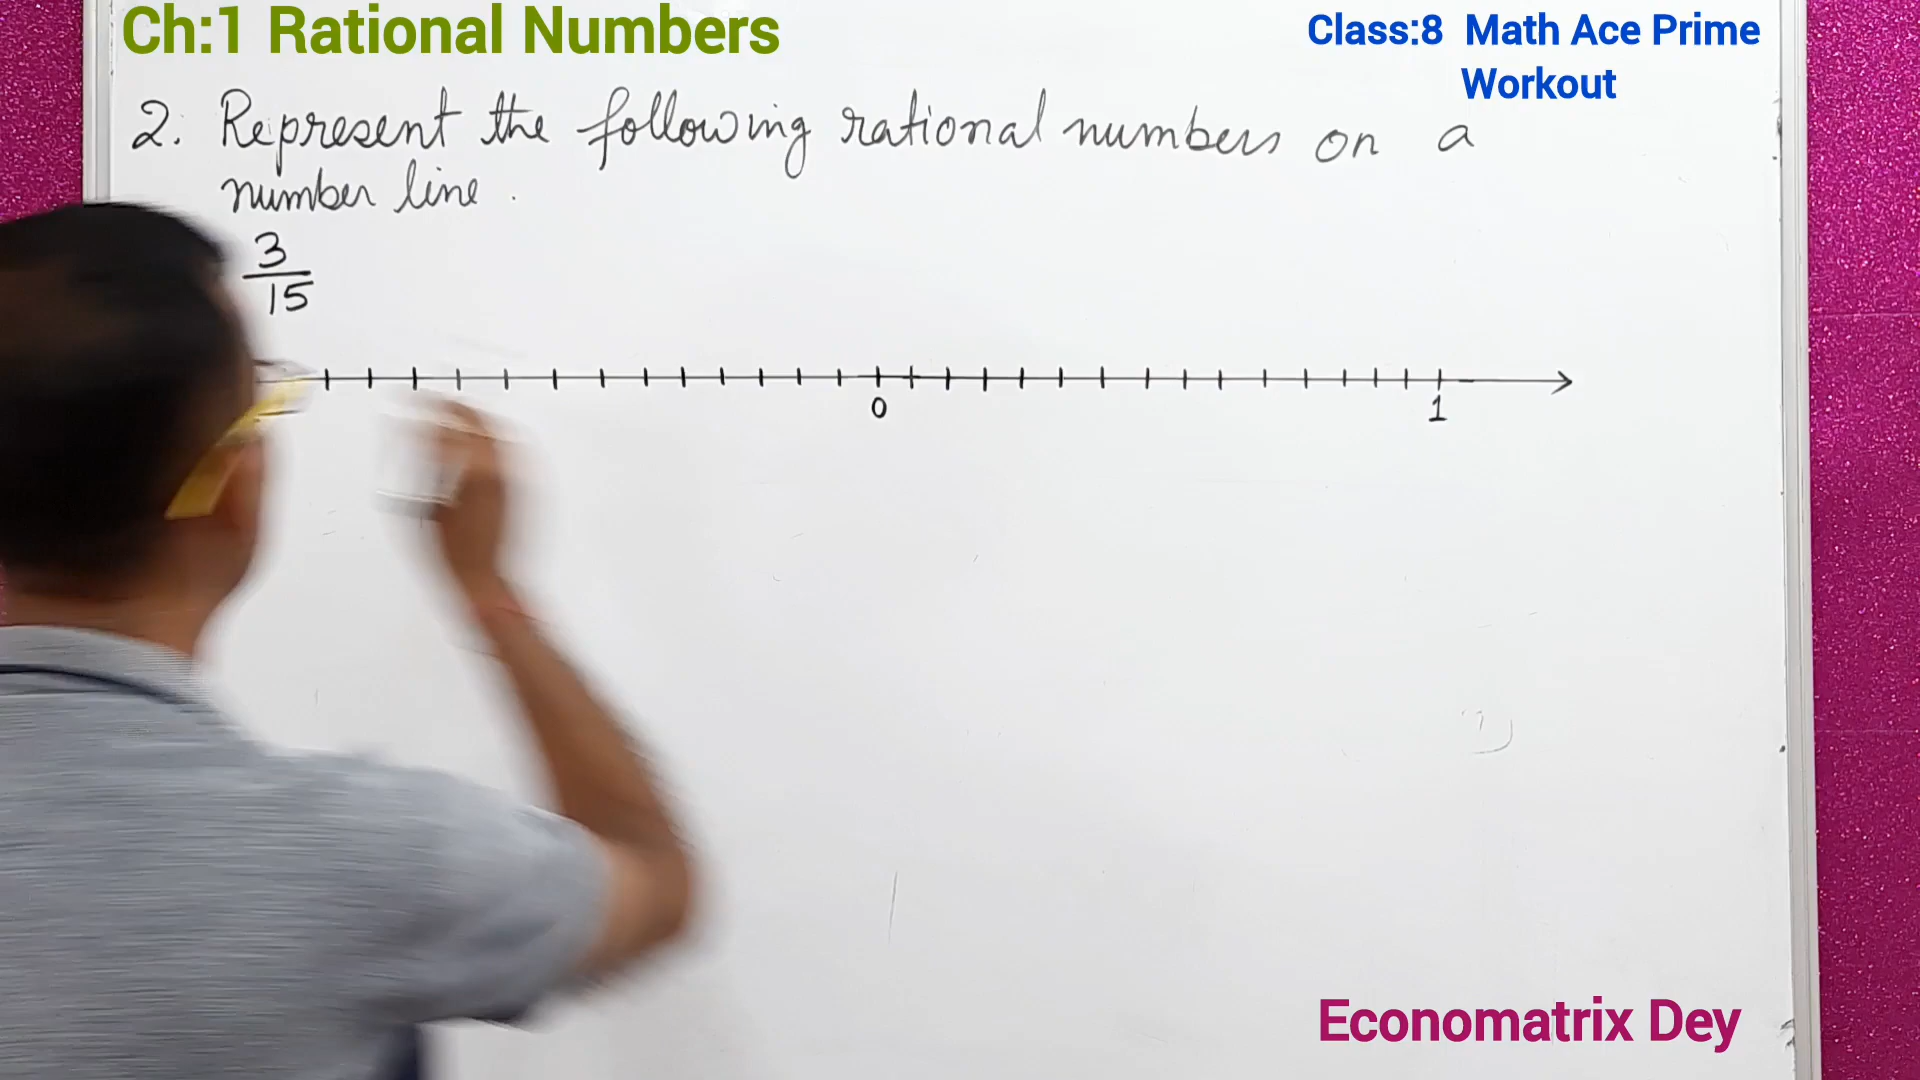 Ch:1 Rational Numbers
Class:8 Math Ace Prime
Workout
2. Represent the following rational numbers on a
number line.
3
15
0
1
Economatrix Dey